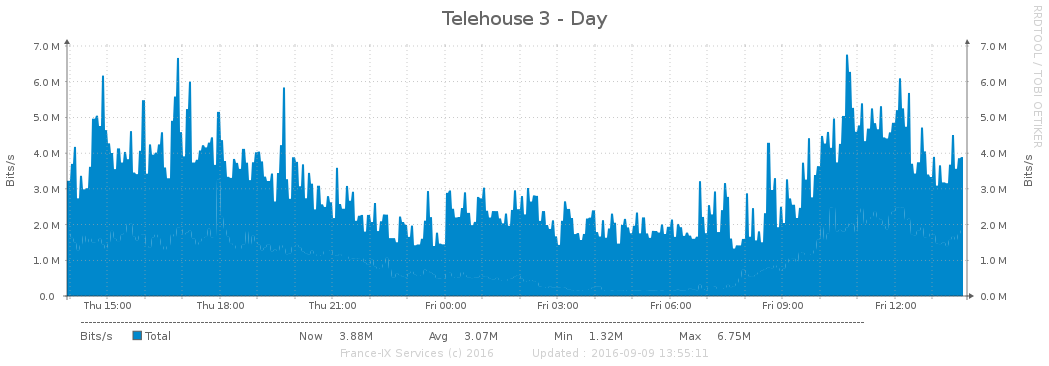 Telehouse 3 - Day
RRDTOOL / TOBI OETIKER
Bits/s
7.0 M
6.0 M
5.0 M
4.0 M
3.0 M
2.0 M
1.0 M
0.0
7.0 M
6.0 M
5.0 M
4.0 M
3.0 M
2.0 M
1.0 M
0.0 M
Bits/s
Thu 15:00 Thu 18:00 Thu 21:00 Fri 00:00 Fri 03:00 Fri 06:00 Fri 09:00 Fri 12:00
Bits/s Total Now 3.88M Avg 3.07M Min 1.32M Max 6.75M
France-IX Services (c) 2016 Updated : 2016-09-09 13:55:11